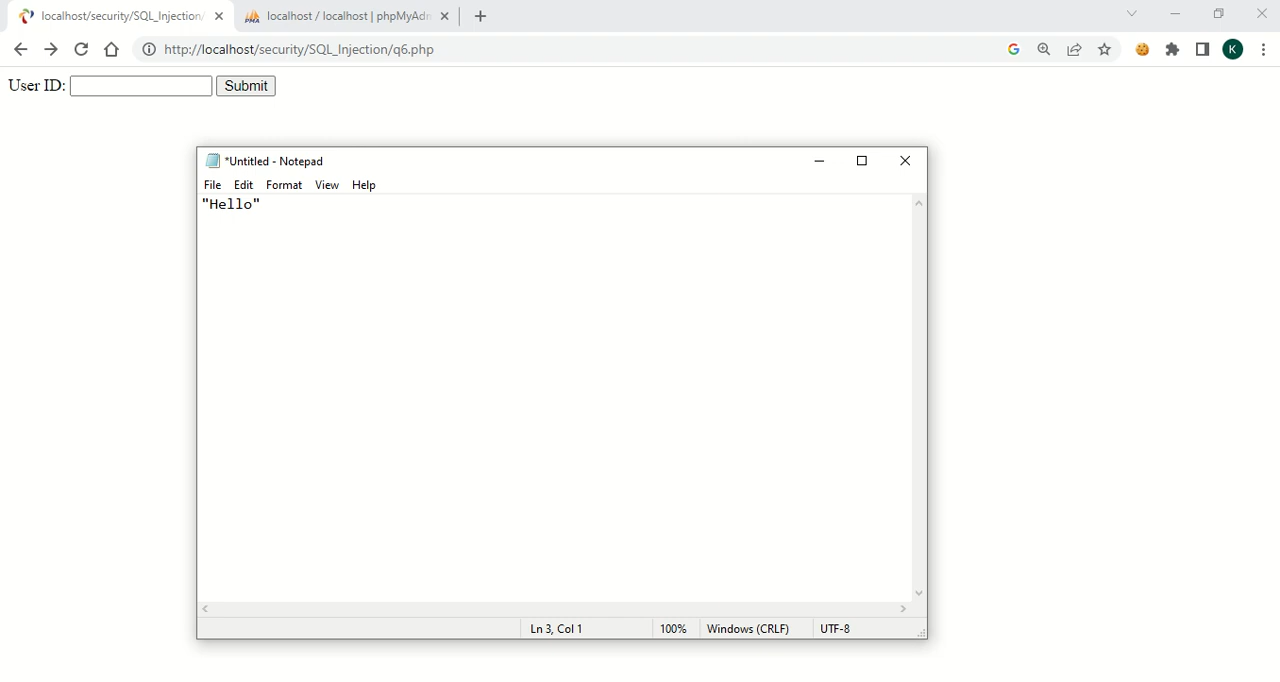 localhost/security/SQL_Injection/
localhost / localhost | phpMyAdm
http://localhost/security/SQL_Injection/q6.php
K
User ID:
Submit
*Untitled - Notepad
File Edit Format View Help
"Hello"
Ln 3, Col 1
100%
Windows (CRLF)
UTF-8